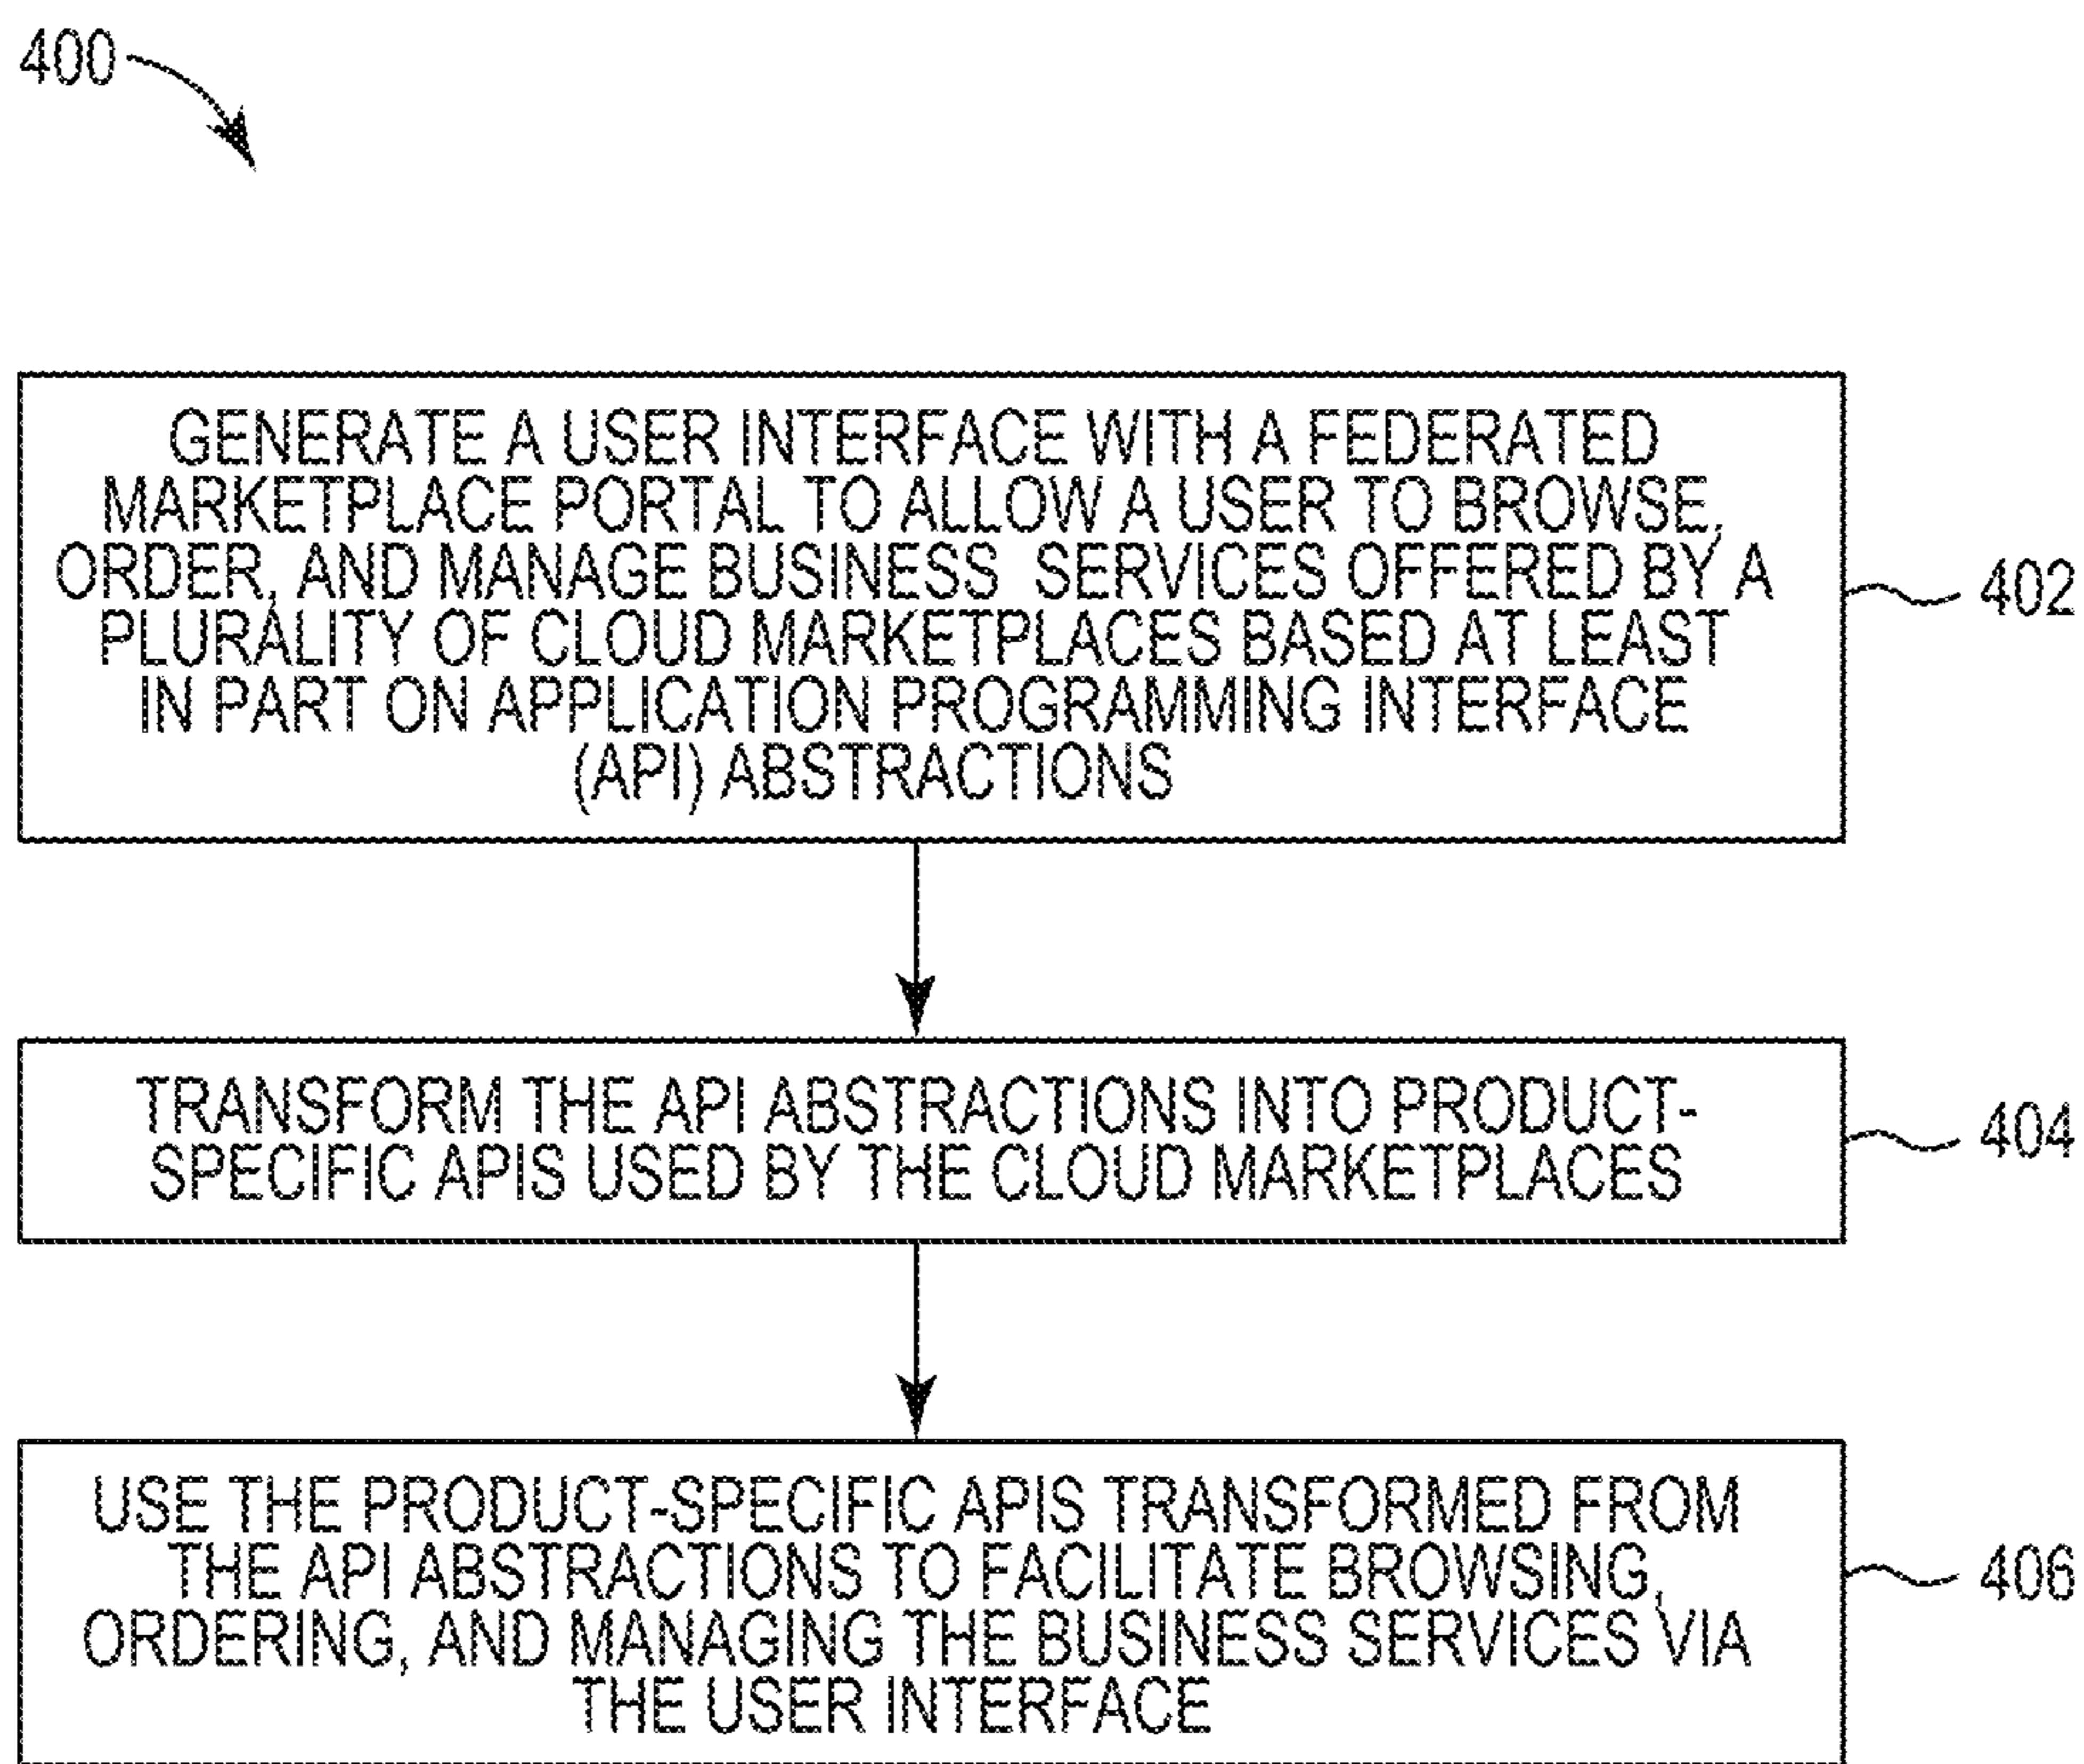 400
GENERATE A USER INTERFACE WITH A FEDERATED
MARKETPLACE PORTAL TO ALLOW A USER TO BROWSE,
ORDER, AND MANAGE BUSINESS SERVICES OFFERED BY A
PLURALITY OF CLOUD MARKETPLACES BASED AT LEAST
IN PART ON APPLICATION PROGRAMMING INTERFACE
(API) ABSTRACTIONS
402
TRANSFORM THE API ABSTRACTIONS INTO PRODUCT-
SPECIFIC APIS USED BY THE CLOUD MARKETPLACES
404
USE THE PRODUCT-SPECIFIC APIS TRANSFORMED FROM
THE API ABSTRACTIONS TO FACILITATE BROWSING,
ORDERING, AND MANAGING THE BUSINESS SERVICES VIA
THE USER INTERFACE
406